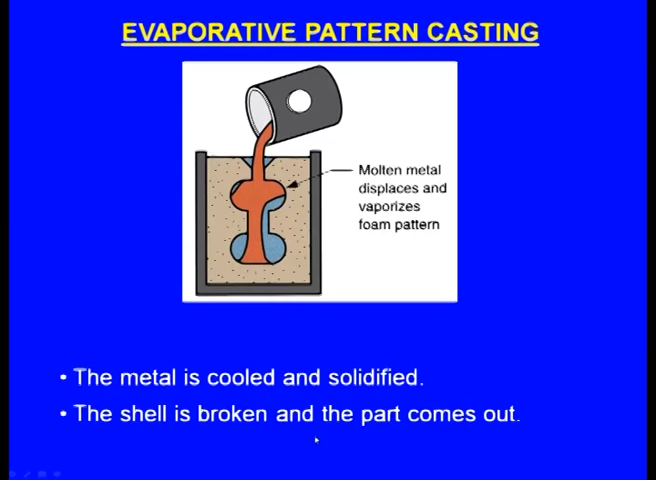 EVAPORATIVE PATTERN CASTING
Molten metal
displaces and
vaporizes
foam pattern
• The metal is cooled and solidified.
• The shell is broken and the part comes out.